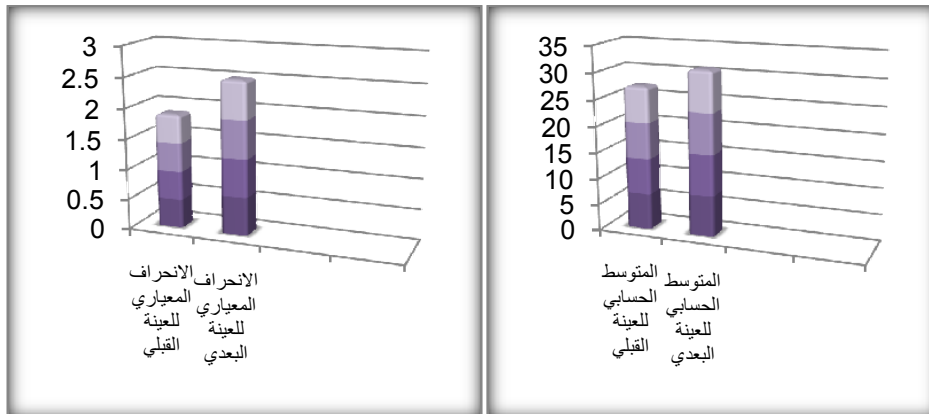 3
2.5
2
1.5
1
0.5
0
الانحراف
المعياري
للعينة
القبلي
الانحراف
المعياري
للعينة
البعدي
35
30
25
20
15
10
5
0
المتوسط
الحسابي
للعينة
القبلي
المتوسط
الحسابي
للعينة
البعدي